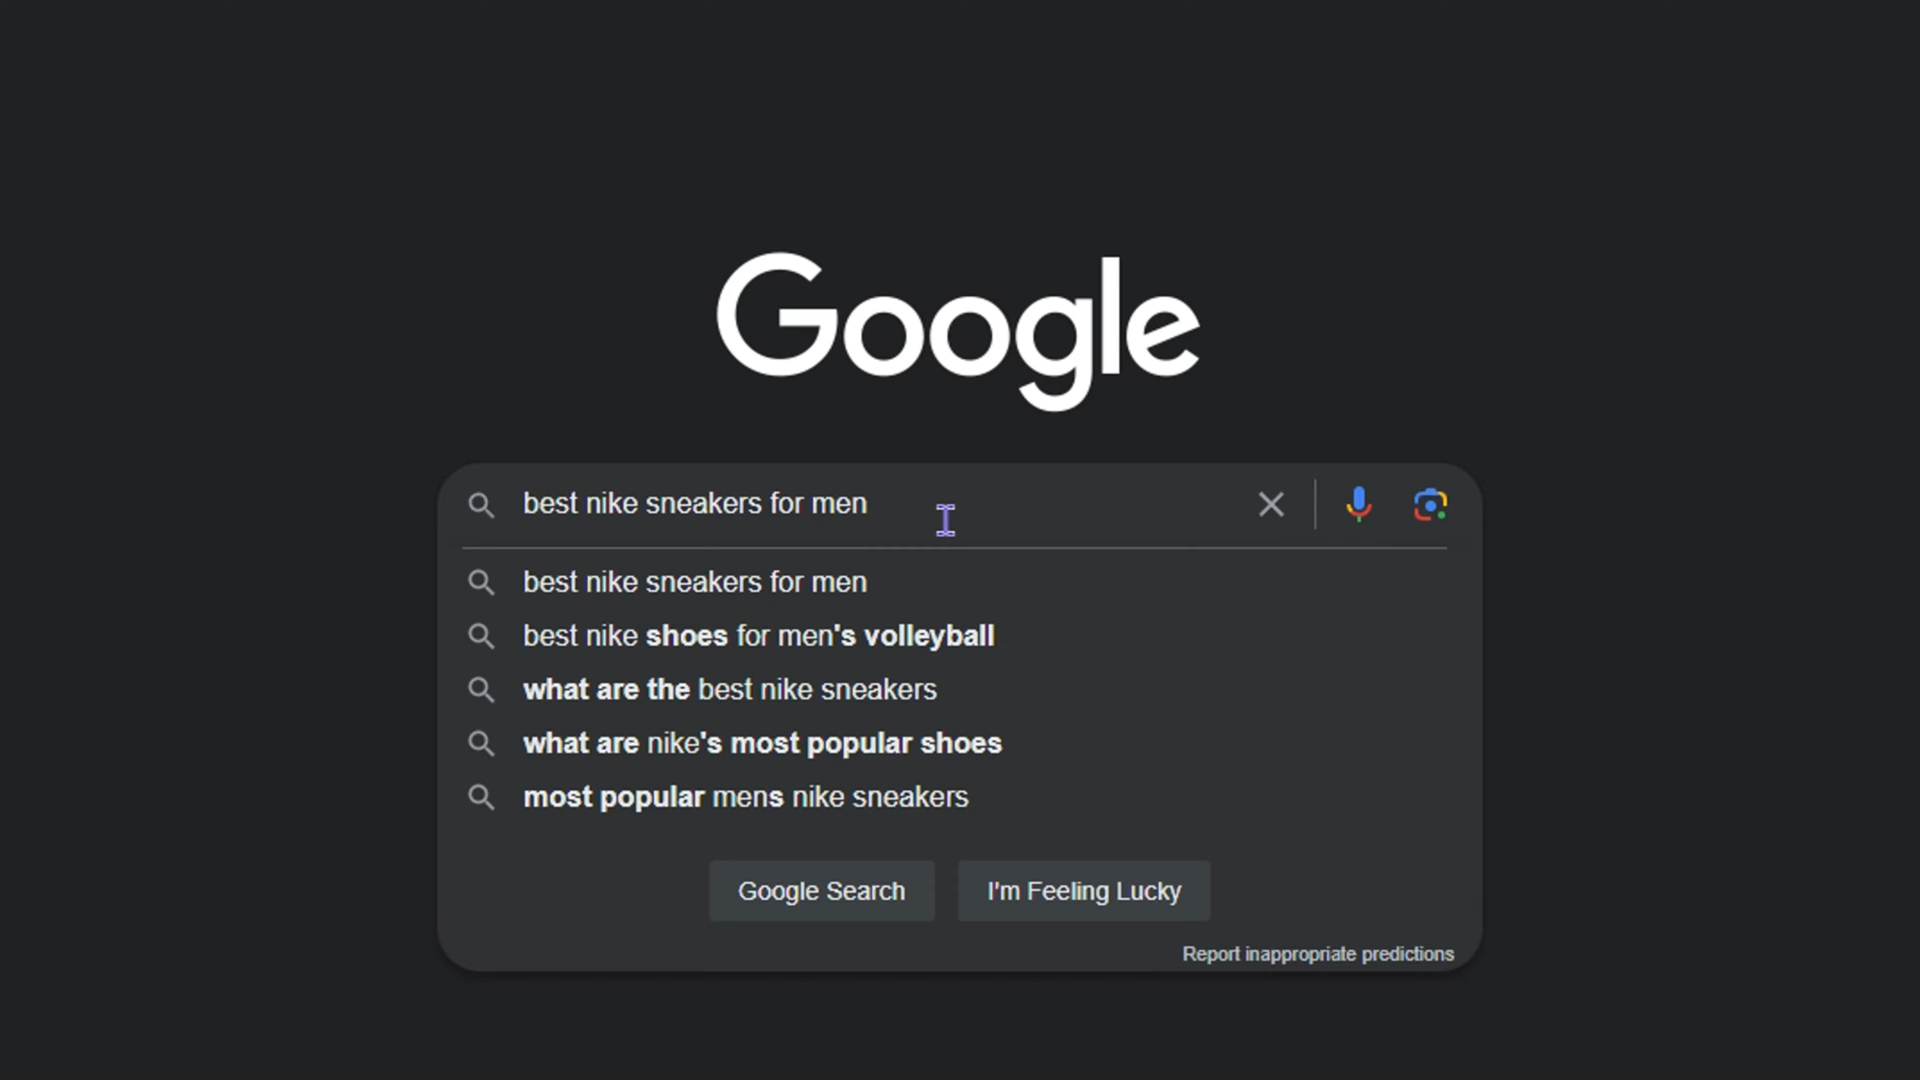 Google
best nike sneakers for men
best nike sneakers for men
best nike shoes for men's volleyball
what are the best nike sneakers
what are nike's most popular shoes
most popular mens nike sneakers
Google Search
I'm Feeling Lucky
Report inappropriate predictions